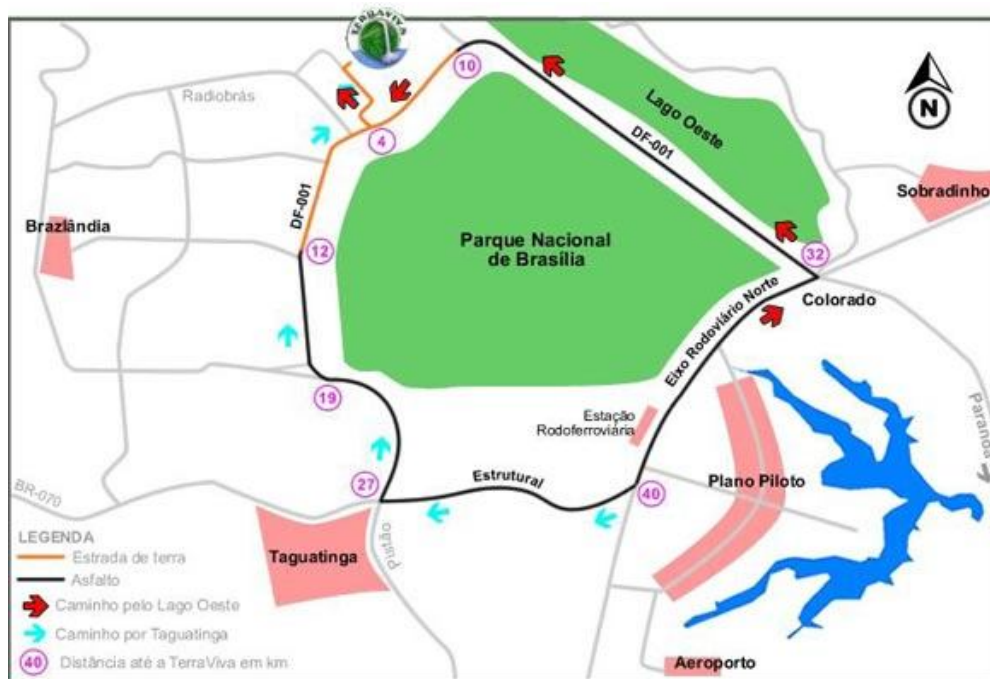 TERRAVIVA
10
Radiobrás
4
Lago Oeste
N
DF-001
DF-001
Sobradinho
Brazlândia
12
Parque Nacional
de Brasília
32
Colorado
Eixo Rodoviário Norte
19
Estação
Rodoferroviária
Paranoá
27
Estrutural
40
Plano Piloto
BR-070
LEGENDA
Estrada de terra
Asfalto
Caminho pelo Lago Oeste
Caminho por Taguatinga
40 Distância até a TerraViva em km
Taguatinga
Pistão
Aeroporto